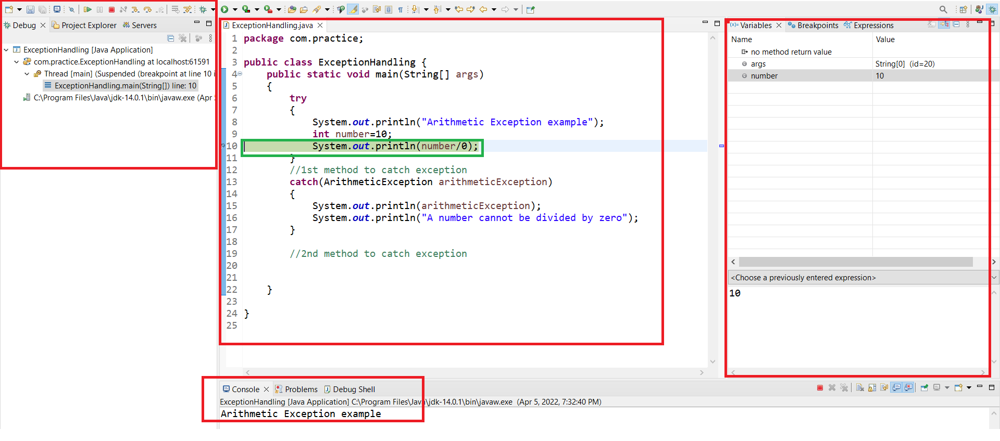 Debug
Project Explorer
Servers
ExceptionHandling [Java Application]
com.practice.ExceptionHandling at localhost:61591
Thread [main] (Suspended (breakpoint at line 10 i
ExceptionHandling.main(String[]) line: 10
C:\Program Files\Java\jdk-14.0.1\bin\javaw.exe (Apr 5
ExceptionHandling.java
1 package com.practice;
2
3 public class ExceptionHandling {
4 public static void main(String[] args)
5 {
6 try
7 {
8 System.out.println("Arithmetic Exception example");
9 int number=10;
10 System.out.println(number/0);
11 }
12 //1st method to catch exception
13 catch(ArithmeticException arithmeticException)
14 {
15 System.out.println(arithmeticException);
16 System.out.println("A number cannot be divided by zero");
17 }
18
19 //2nd method to catch exception
20
21
22 }
23
24 }
25
(x)= Variables
Breakpoints
Expressions
Name Value
no method return value
args String[0] (id=20)
number 10
<Choose a previously entered expression>
10
Console
Problems
Debug Shell
ExceptionHandling [Java Application] C:\Program Files\Java\jdk-14.0.1\bin\javaw.exe (Apr 5, 2022, 7:32:40 PM)
Arithmetic Exception example